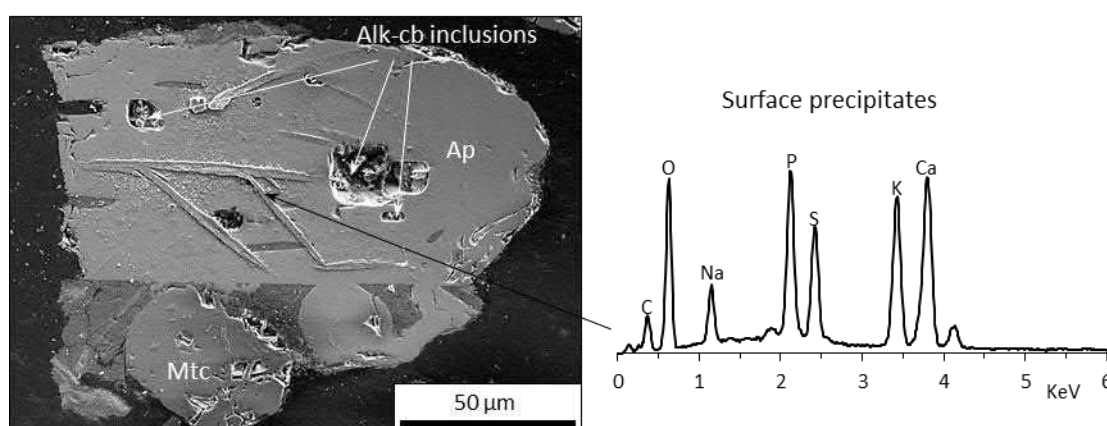 Alk-cb inclusions
Ap
Mtc
50 µm
Surface precipitates
C
O
Na
P
S
K
Ca
0 1 2 3 4 5 6
KeV